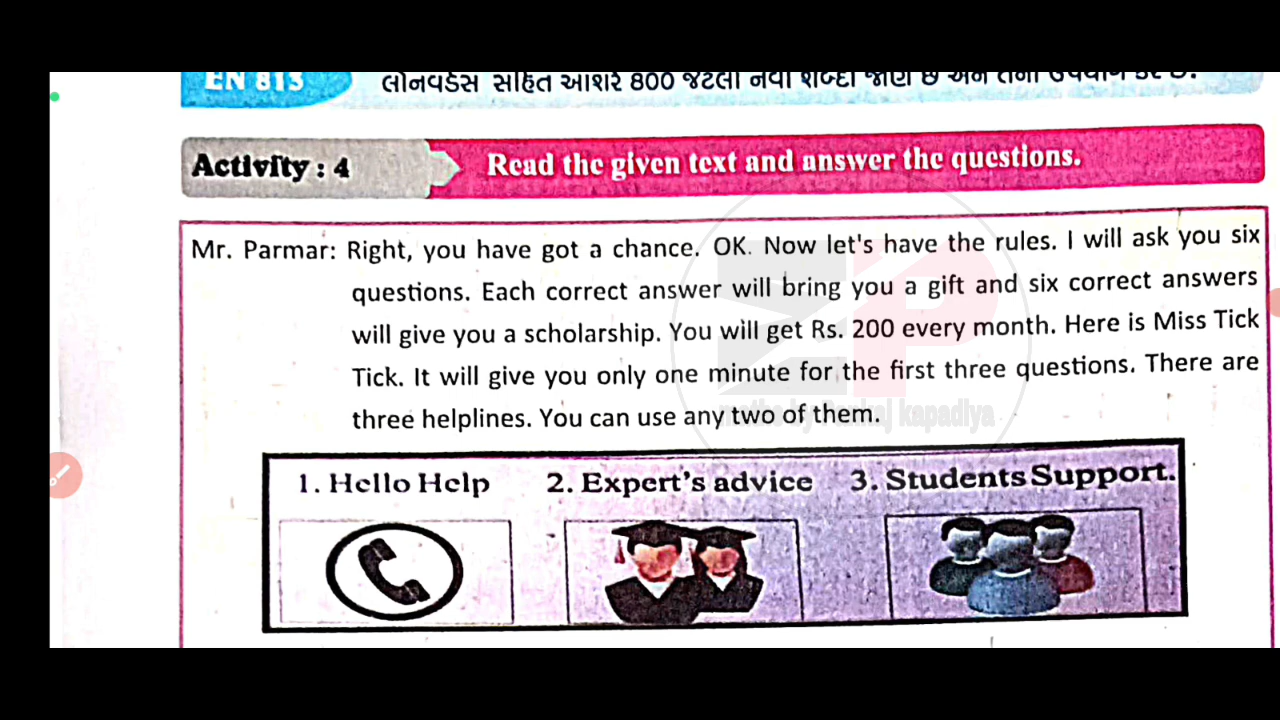 EN 813
લોનવર્ડસ સહિત આશરે 800 જેટલા નવા શબ્દો જાણે છે અને તેનો ઉપયોગ કરે છે.
Activity : 4
Read the given text and answer the questions.
Mr. Parmar: Right, you have got a chance. OK. Now let's have the rules. I will ask you six
questions. Each correct answer will bring you a gift and six correct answers
will give you a scholarship. You will get Rs. 200 every month. Here is Miss Tick
Tick. It will give you only one minute for the first three questions. There are
three helplines. You can use any two of them.
maths by Pankaj kapadiya
1. Hello Help 2. Expert's advice 3. Students Support.